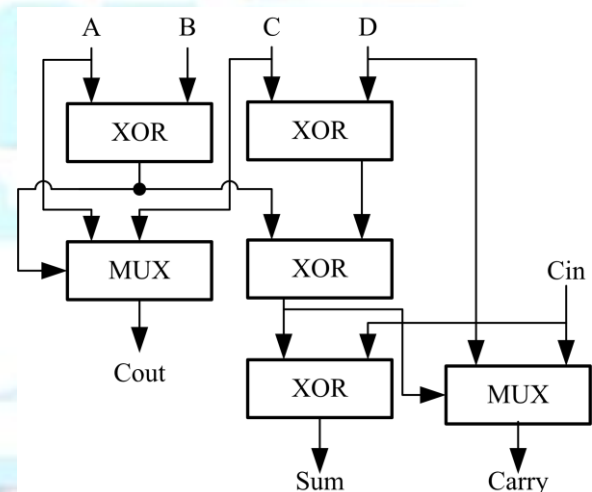 A B C D
XOR XOR
MUX XOR Cin
Cout XOR MUX
Sum Carry